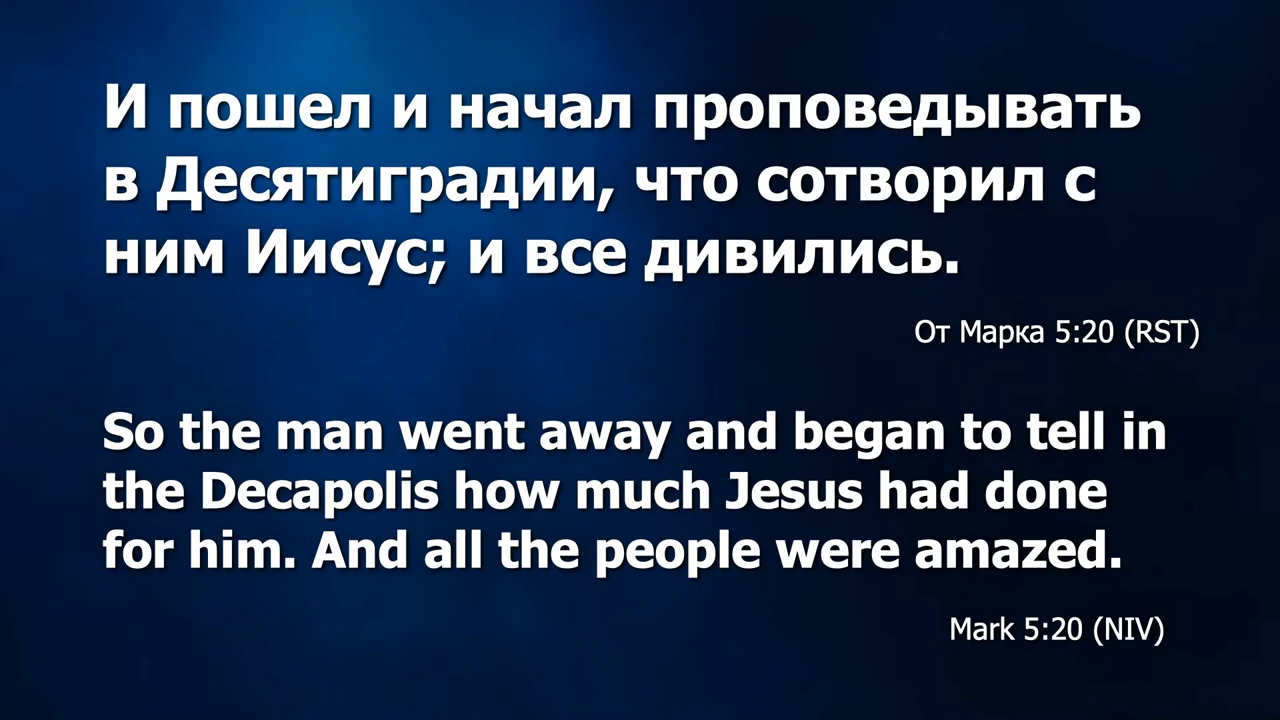 И пошел и начал проповедывать
в Десятиградии, что сотворил с
ним Иисус; и все дивились.
От Марка 5:20 (RST)
So the man went away and began to tell in
the Decapolis how much Jesus had done
for him. And all the people were amazed.
Mark 5:20 (NIV)